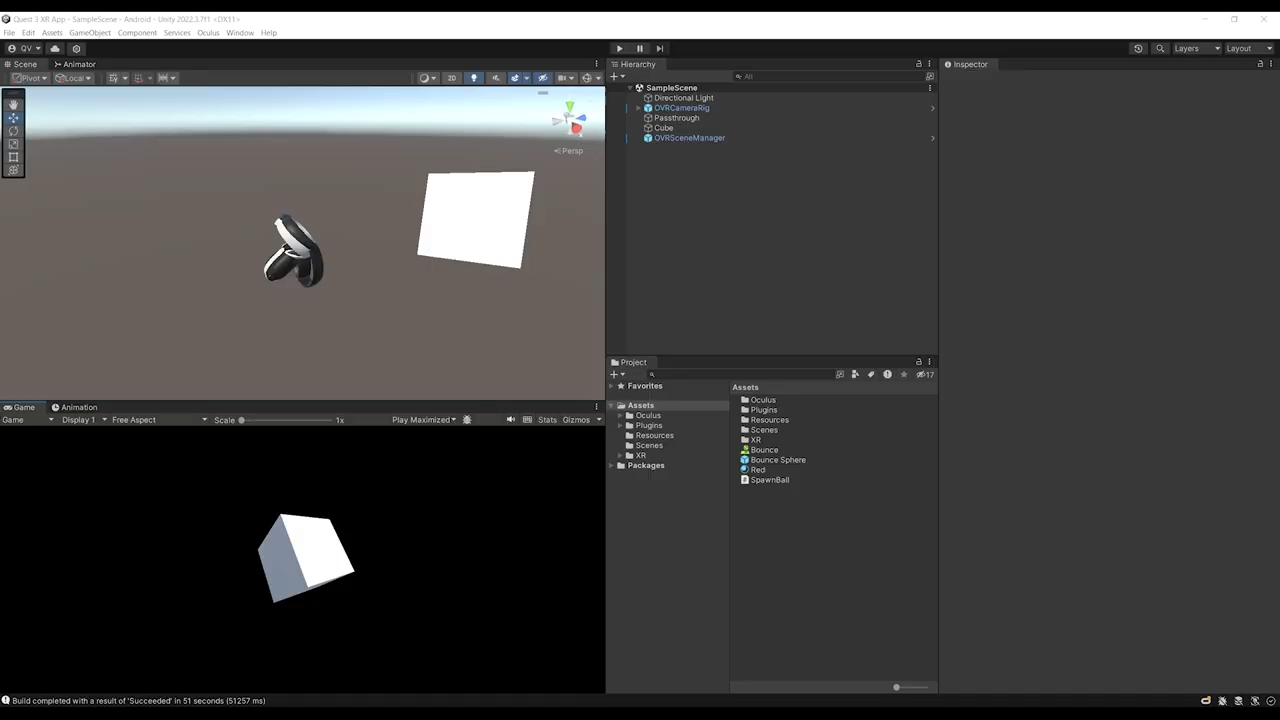 Quest 3 XR App - SampleScene - Android - Unity 2022.3.7f1 <DX11>
File Edit Assets GameObject Component Services Oculus Window Help
QV
Layers Layout
Scene Animator
Pivot Local 2D
Persp
Hierarchy
All
SampleScene
Directional Light
OVRCameraRig
Passthrough
Cube
OVRSceneManager
Inspector
Game Animation
Game Display 1 Free Aspect Scale 1x Play Maximized Stats Gizmos
Project
17
Favorites
Assets
Oculus
Plugins
Resources
Scenes
XR
Packages
Assets
Oculus
Plugins
Resources
Scenes
XR
Bounce
Bounce Sphere
Red
SpawnBall
Build completed with a result of 'Succeeded' in 51 seconds (51257 ms)